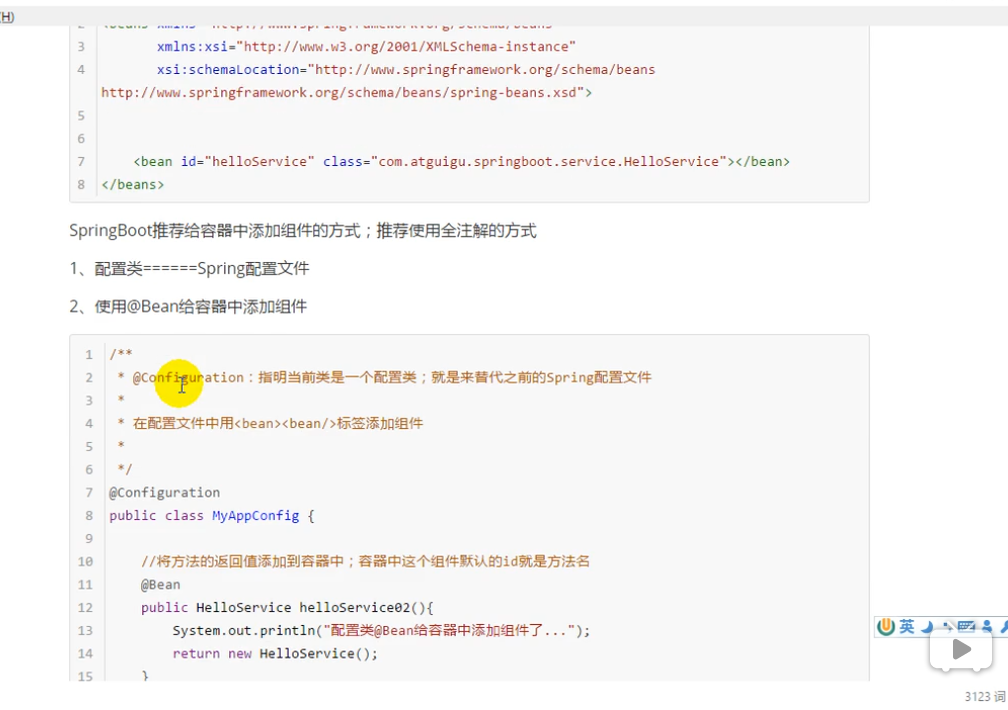 (H)
2 <beans xmlns="http://www.springframework.org/schema/beans"
3 xmlns:xsi="http://www.w3.org/2001/XMLSchema-instance"
4 xsi:schemaLocation="http://www.springframework.org/schema/beans
http://www.springframework.org/schema/beans/spring-beans.xsd">
5
6
7 <bean id="helloService" class="com.atguigu.springboot.service.HelloService"></bean>
8 </beans>
SpringBoot推荐给容器中添加组件的方式；推荐使用全注解的方式
1、配置类======Spring配置文件
2、使用@Bean给容器中添加组件
1 /**
2 * @Configuration：指明当前类是一个配置类；就是来替代之前的Spring配置文件
3 *
4 * 在配置文件中用<bean><bean/>标签添加组件
5 *
6 */
7 @Configuration
8 public class MyAppConfig {
9
10 //将方法的返回值添加到容器中；容器中这个组件默认的id就是方法名
11 @Bean
12 public HelloService helloService02(){
13 System.out.println("配置类@Bean给容器中添加组件了...");
14 return new HelloService();
15 }
英
3123 词